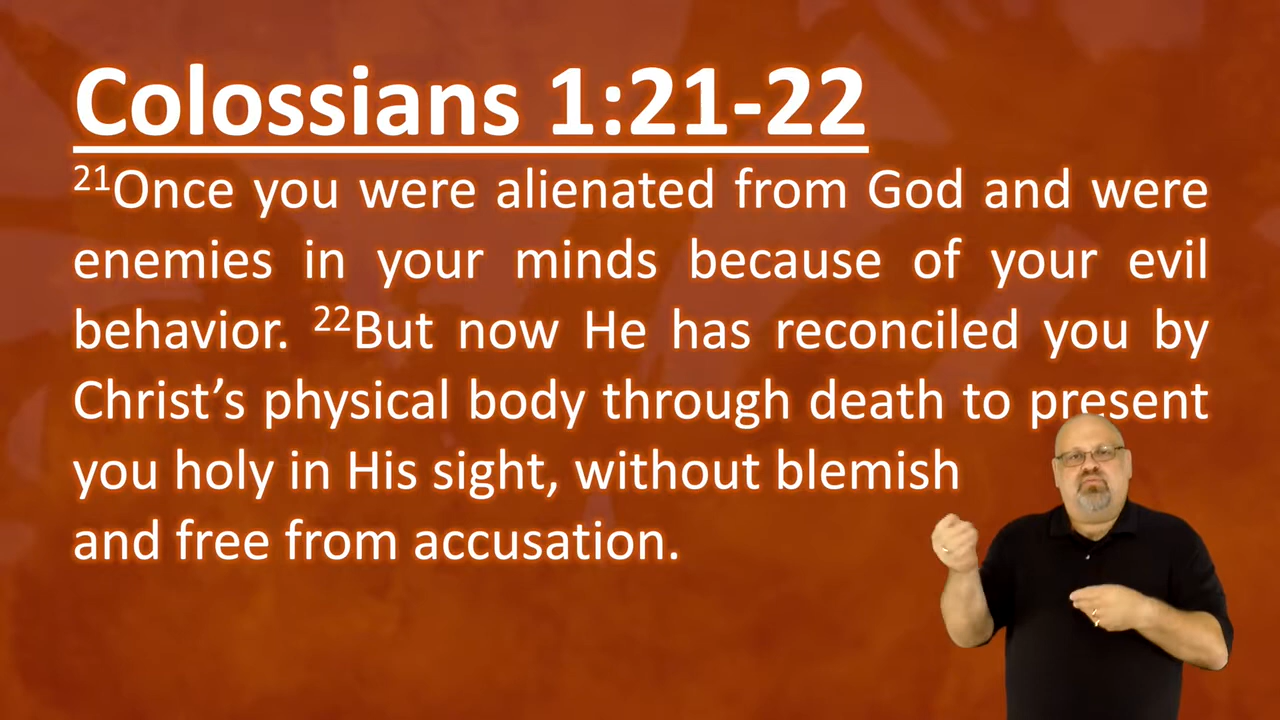 Colossians 1:21-22
21Once you were alienated from God and were
enemies in your minds because of your evil
behavior. 22But now He has reconciled you by
Christ’s physical body through death to present
you holy in His sight, without blemish
and free from accusation.